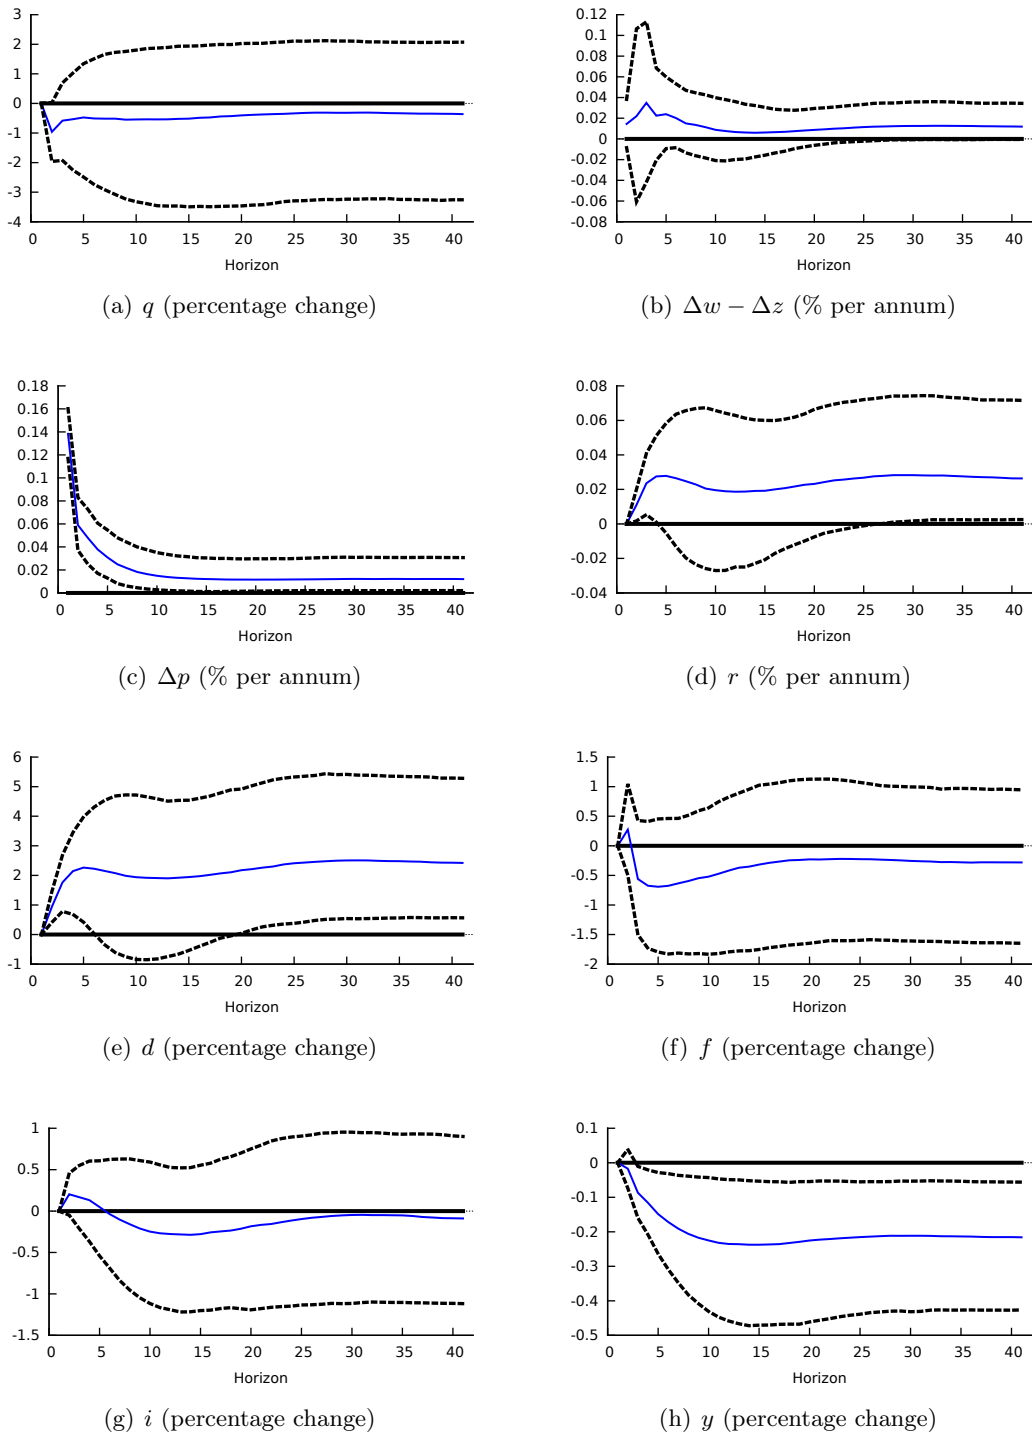 3
2
1
0
-1
-2
-3
-4
0 5 10 15 20 25 30 35 40
Horizon
(a) q (percentage change)
0.12
0.1
0.08
0.06
0.04
0.02
0
-0.02
-0.04
-0.06
-0.08
0 5 10 15 20 25 30 35 40
Horizon
(b) Δw − Δz (% per annum)
0.18
0.16
0.14
0.12
0.1
0.08
0.06
0.04
0.02
0
0 5 10 15 20 25 30 35 40
Horizon
(c) Δp (% per annum)
0.08
0.06
0.04
0.02
0
-0.02
-0.04
0 5 10 15 20 25 30 35 40
Horizon
(d) r (% per annum)
6
5
4
3
2
1
0
-1
0 5 10 15 20 25 30 35 40
Horizon
(e) d (percentage change)
1.5
1
0.5
0
-0.5
-1
-1.5
-2
0 5 10 15 20 25 30 35 40
Horizon
(f) f (percentage change)
1
0.5
0
-0.5
-1
-1.5
0 5 10 15 20 25 30 35 40
Horizon
(g) i (percentage change)
0.1
0
-0.1
-0.2
-0.3
-0.4
-0.5
0 5 10 15 20 25 30 35 40
Horizon
(h) y (percentage change)